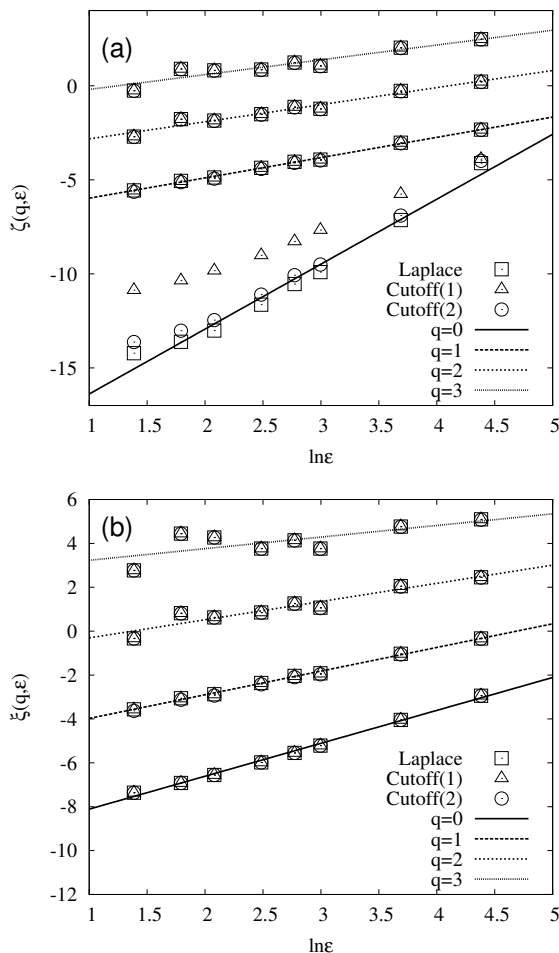 (a)
0
-5
-10
-15
ζ(q,ε)
Laplace
Cutoff(1)
Cutoff(2)
q=0
q=1
q=2
q=3
1 1.5 2 2.5 3 3.5 4 4.5 5
lnε
(b)
6
4
2
0
-2
-4
-6
-8
-10
-12
ξ(q,ε)
Laplace
Cutoff(1)
Cutoff(2)
q=0
q=1
q=2
q=3
1 1.5 2 2.5 3 3.5 4 4.5 5
lnε